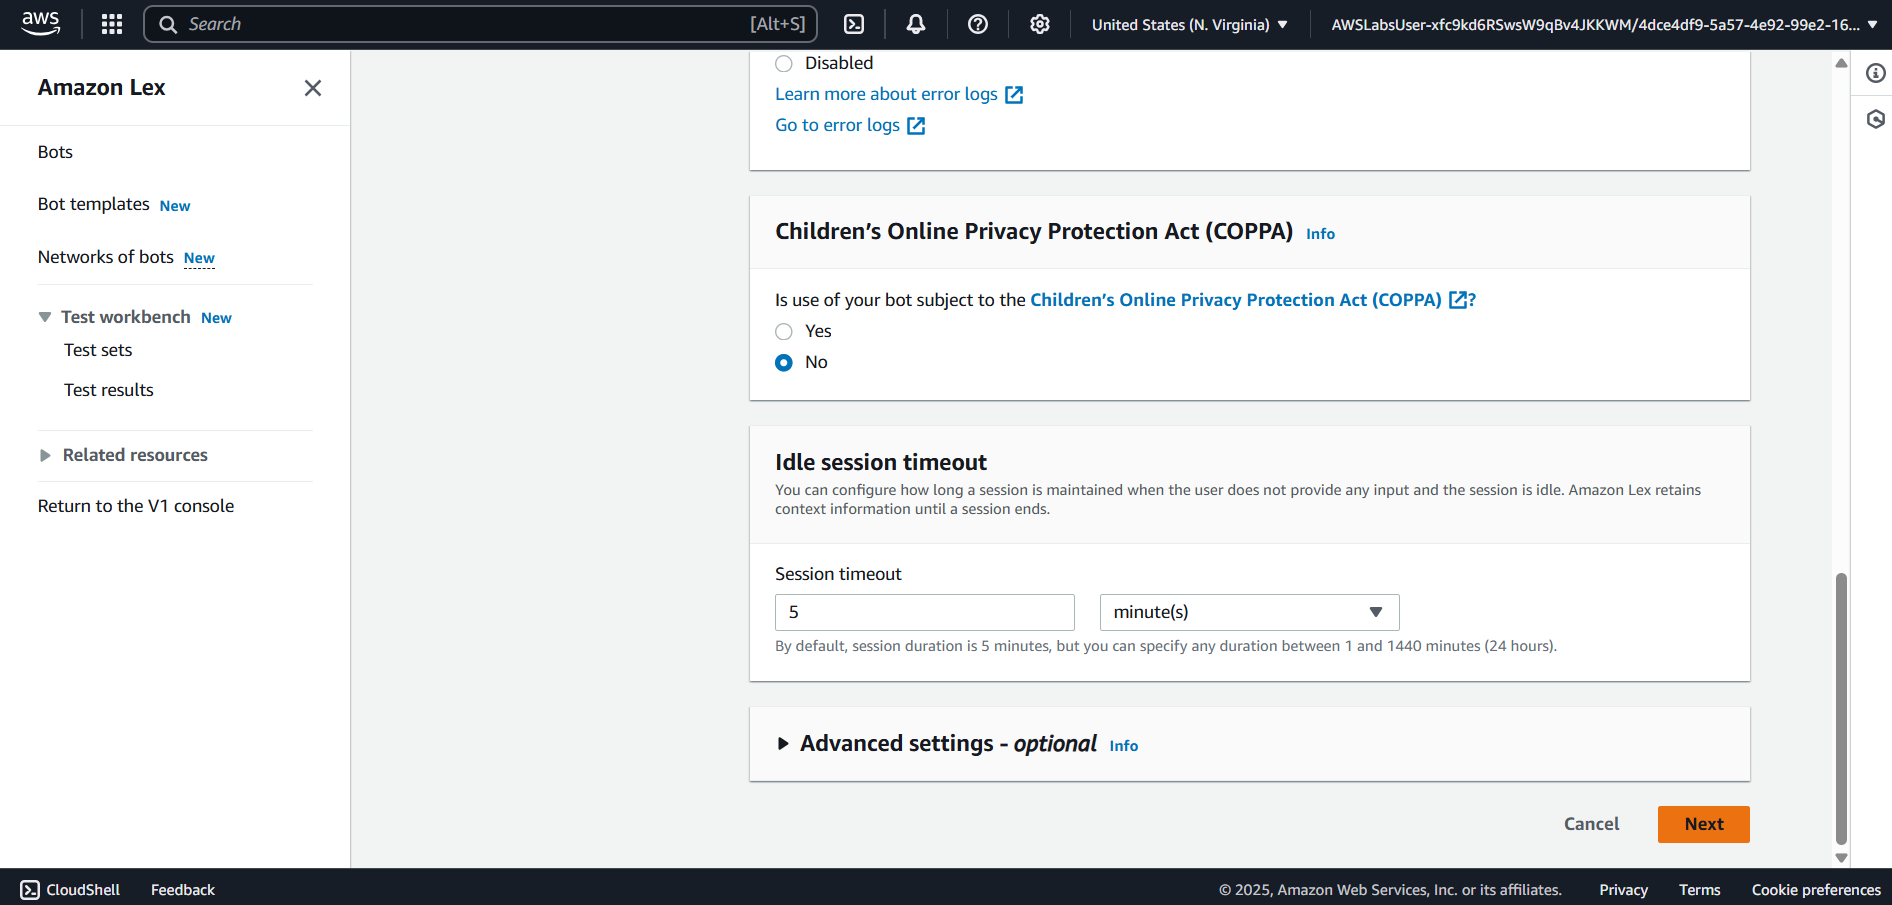 aws
Search
[Alt+S]
United States (N. Virginia)
AWSLabsUser-xfc9kd6RSwsW9qBv4JKKWM/4dce4df9-5a57-4e92-99e2-16...
Amazon Lex
Bots
Bot templates New
Networks of bots New
Test workbench New
Test sets
Test results
Related resources
Return to the V1 console
Disabled
Learn more about error logs
Go to error logs
Children’s Online Privacy Protection Act (COPPA) Info
Is use of your bot subject to the Children’s Online Privacy Protection Act (COPPA) ?
Yes
No
Idle session timeout
You can configure how long a session is maintained when the user does not provide any input and the session is idle. Amazon Lex retains
context information until a session ends.
Session timeout
5
minute(s)
By default, session duration is 5 minutes, but you can specify any duration between 1 and 1440 minutes (24 hours).
Advanced settings - optional Info
Cancel
Next
CloudShell
Feedback
© 2025, Amazon Web Services, Inc. or its affiliates.
Privacy
Terms
Cookie preferences